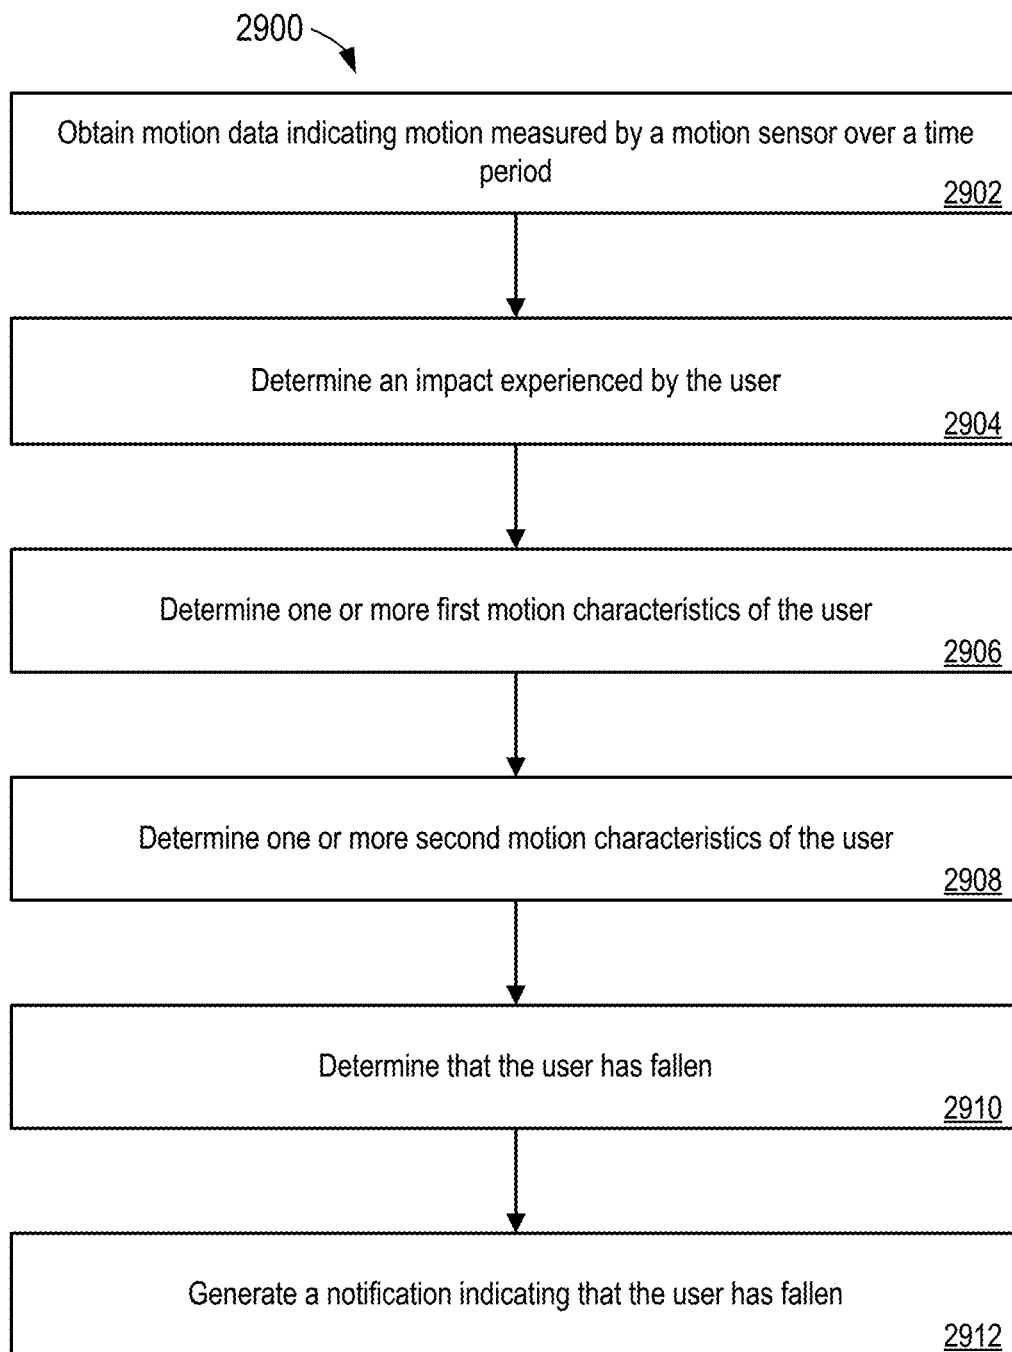 2900
Obtain motion data indicating motion measured by a motion sensor over a time
period
2902
Determine an impact experienced by the user
2904
Determine one or more first motion characteristics of the user
2906
Determine one or more second motion characteristics of the user
2908
Determine that the user has fallen
2910
Generate a notification indicating that the user has fallen
2912